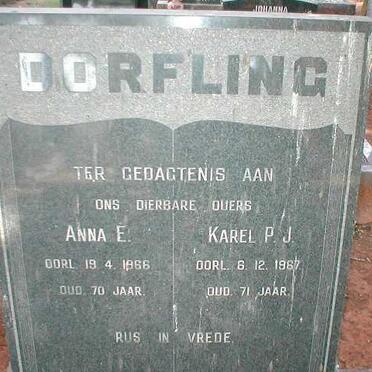 JOHANNA
DORFLING
TER GEDAGTENIS AAN
ONS DIERBARE OUERS
ANNA E. KAREL P. J.
OORL. 19. 4. 1966 OORL. 6. 12. 1967
OUD. 70 JAAR. OUD. 71 JAAR.
RUS IN VREDE.